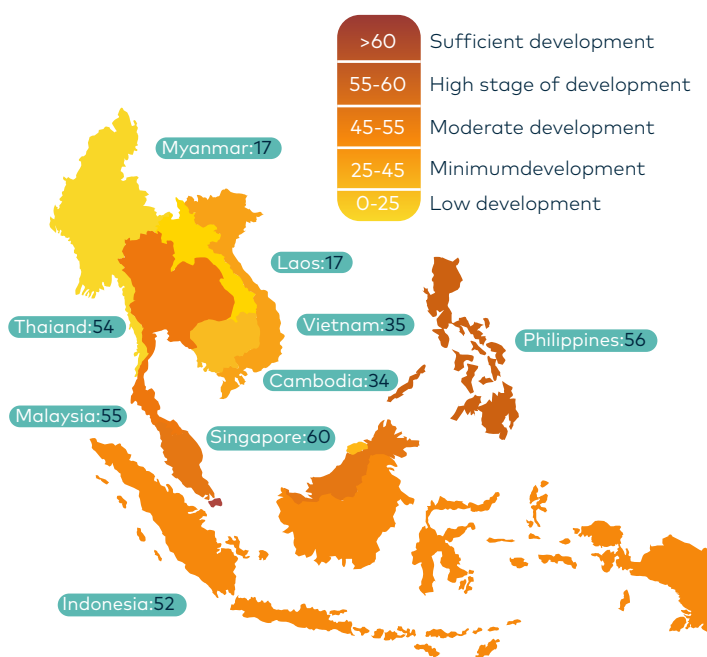 >60 Sufficient development
55-60 High stage of development
45-55 Moderate development
25-45 Minimumdevelopment
0-25 Low development
Myanmar:17
Laos:17
Thaiand:54
Vietnam:35
Philippines:56
Cambodia:34
Malaysia:55
Singapore:60
Indonesia:52